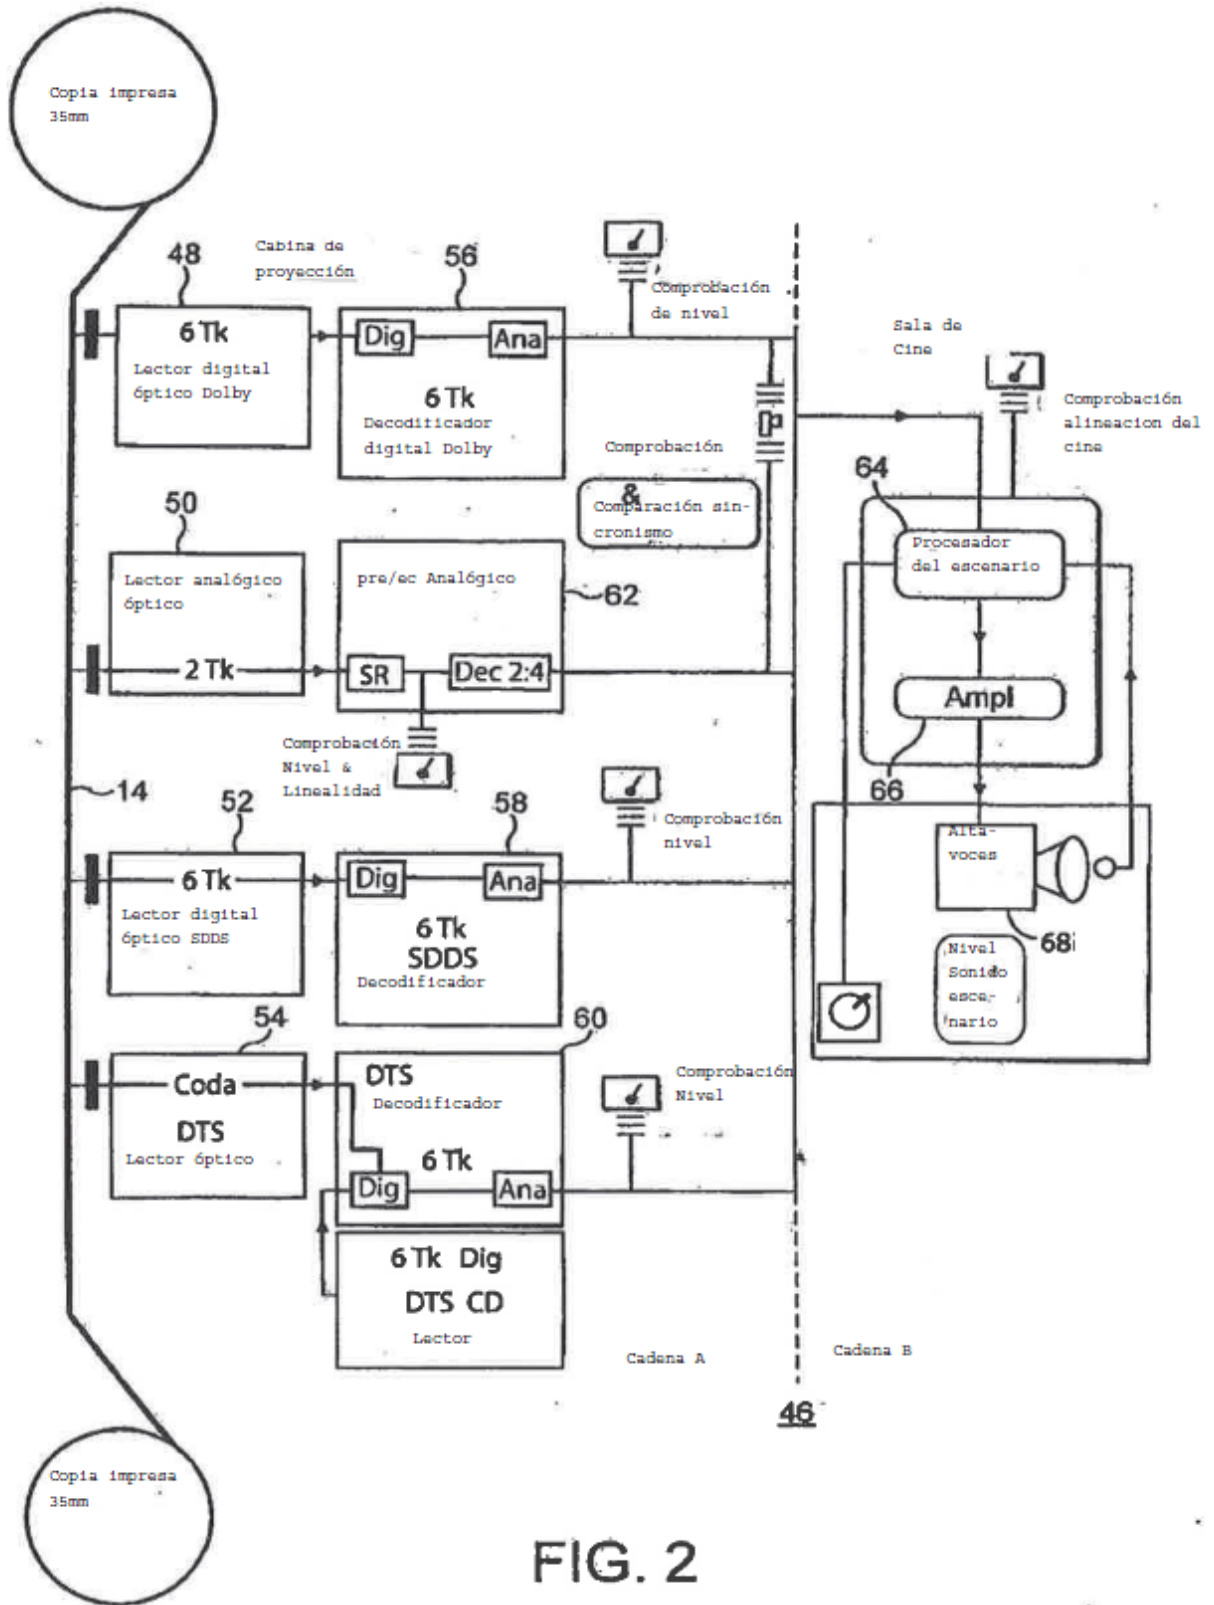 Copia impresa
35mm
48
Cabina de
proyección
56
Comprobación
de nivel
6 Tk
Lector digital
óptico Dolby
Dig
Ana
6 Tk
Decodificador
digital Dolby
Sala de
Cine
Comprobación
alineacion del
cine
Comprobación
&
Comparación sin-
cronismo
50
Lector analógico
óptico
2 Tk
pre/ec Analógico
62
SR
Dec 2:4
Comprobación
Nivel &
Linealidad
64
Procesador
del escenario
Ampl
66
14
52
6 Tk
Lector digital
óptico SDDS
58
Dig
Ana
6 Tk
SDDS
Decodificador
Comprobación
nivel
Alta-
voces
68i
Nivel
Sonido
esce-
nario
54
Coda
DTS
Lector óptico
60
DTS
Decodificador
6 Tk
Dig
Ana
Comprobación
Nivel
6 Tk Dig
DTS CD
Lector
Cadena A
Cadena B
46
Copia impresa
35mm
FIG. 2